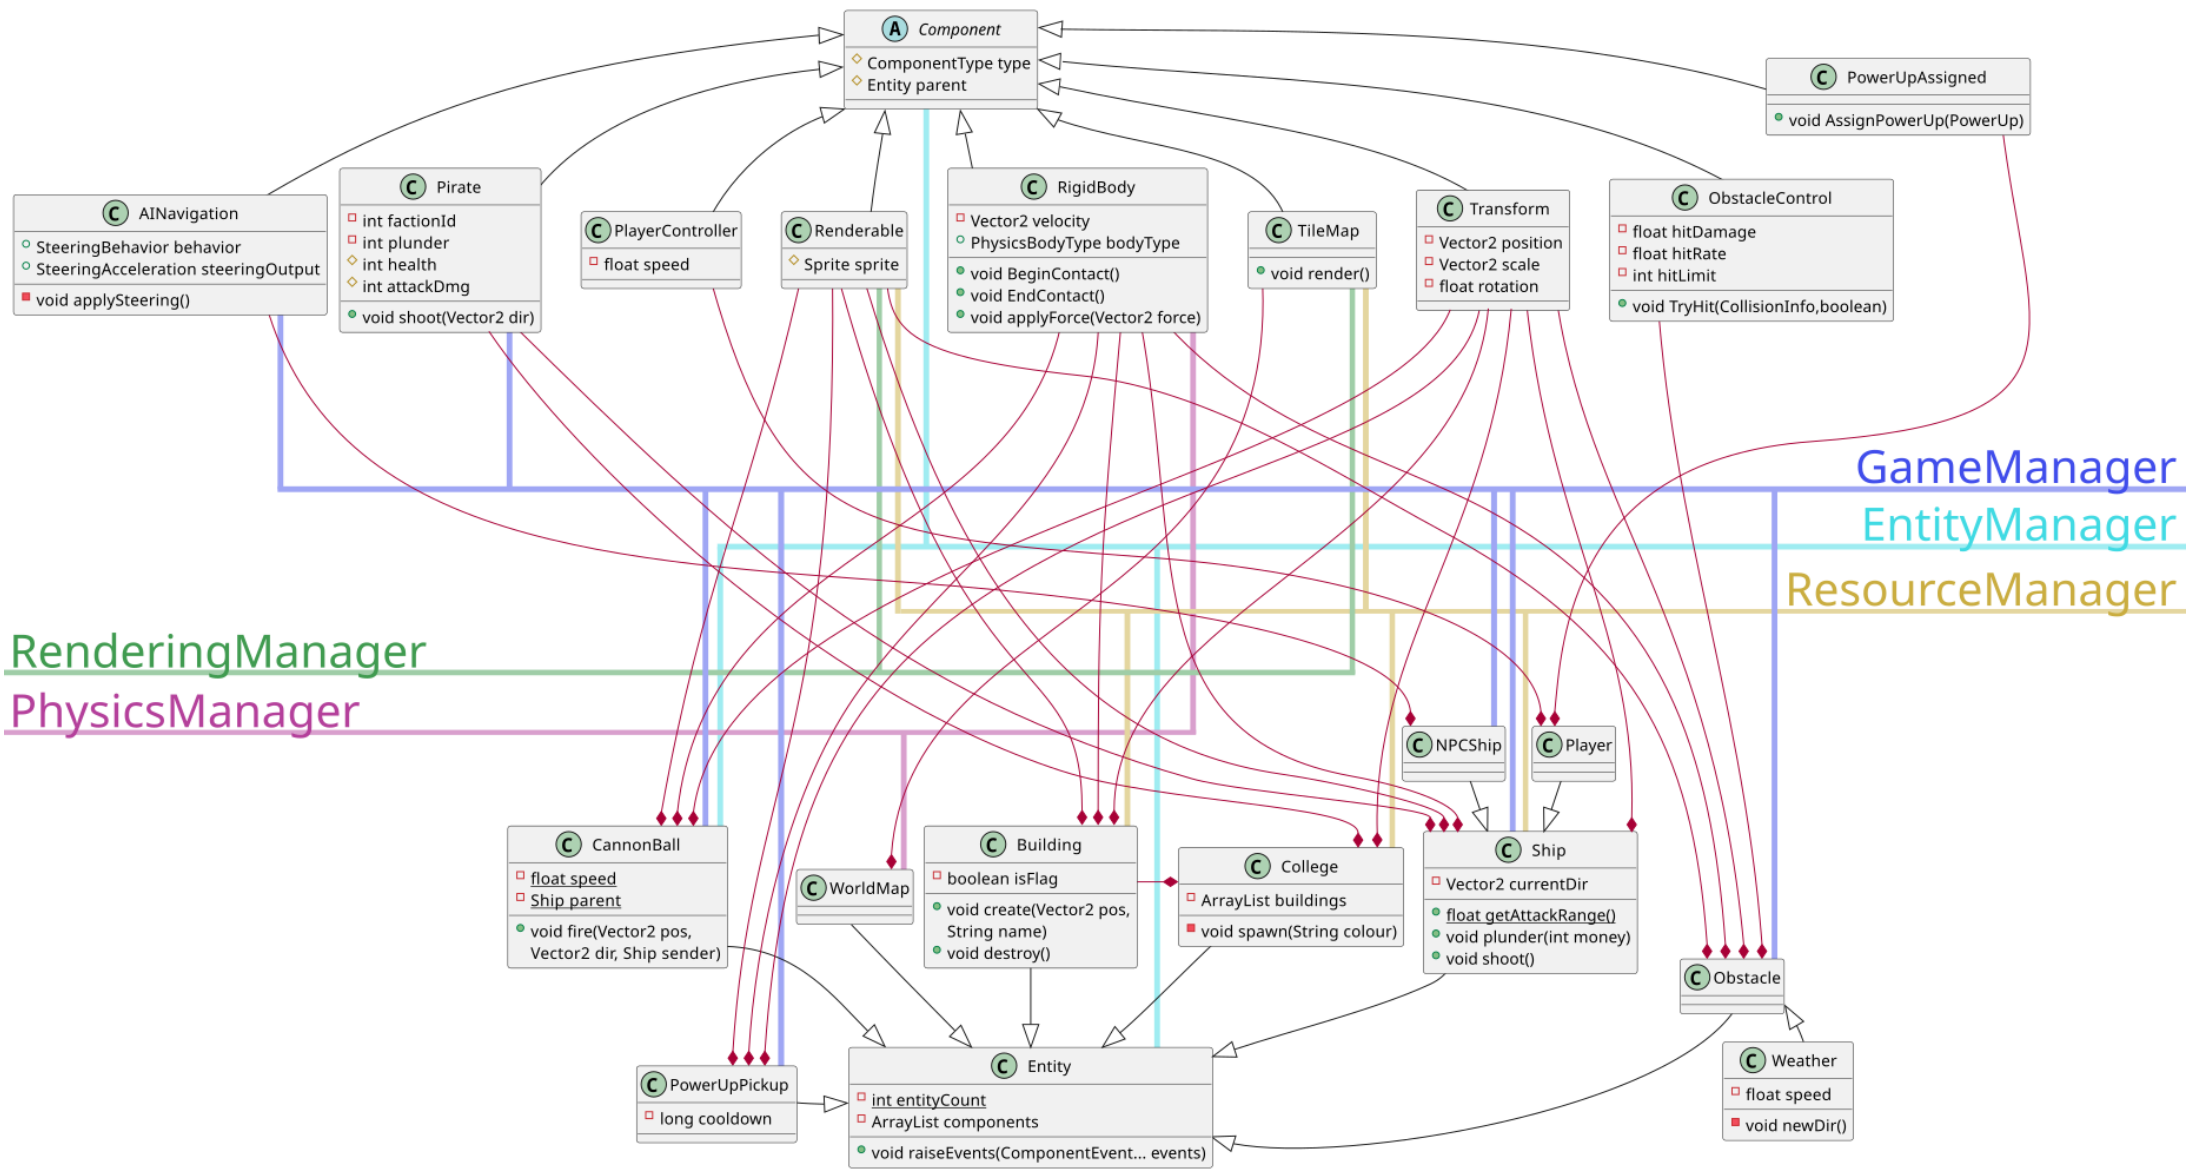 A Component
ComponentType type
Entity parent
C PowerUpAssigned
void AssignPowerUp(PowerUp)
C AINavigation
SteeringBehavior behavior
SteeringAcceleration steeringOutput
void applySteering()
C Pirate
int factionId
int plunder
int health
int attackDmg
void shoot(Vector2 dir)
C PlayerController
float speed
C Renderable
Sprite sprite
C RigidBody
Vector2 velocity
PhysicsBodyType bodyType
void BeginContact()
void EndContact()
void applyForce(Vector2 force)
C TileMap
void render()
C Transform
Vector2 position
Vector2 scale
float rotation
C ObstacleControl
float hitDamage
float hitRate
int hitLimit
void TryHit(CollisionInfo,boolean)
GameManager
EntityManager
ResourceManager
RenderingManager
PhysicsManager
C NPCShip
C Player
C CannonBall
float speed
Ship parent
void fire(Vector2 pos,
Vector2 dir, Ship sender)
C WorldMap
C Building
boolean isFlag
void create(Vector2 pos,
String name)
void destroy()
C College
ArrayList buildings
void spawn(String colour)
C Ship
Vector2 currentDir
float getAttackRange()
void plunder(int money)
void shoot()
C Obstacle
C PowerUpPickup
long cooldown
C Entity
int entityCount
ArrayList components
void raiseEvents(ComponentEvent... events)
C Weather
float speed
void newDir()